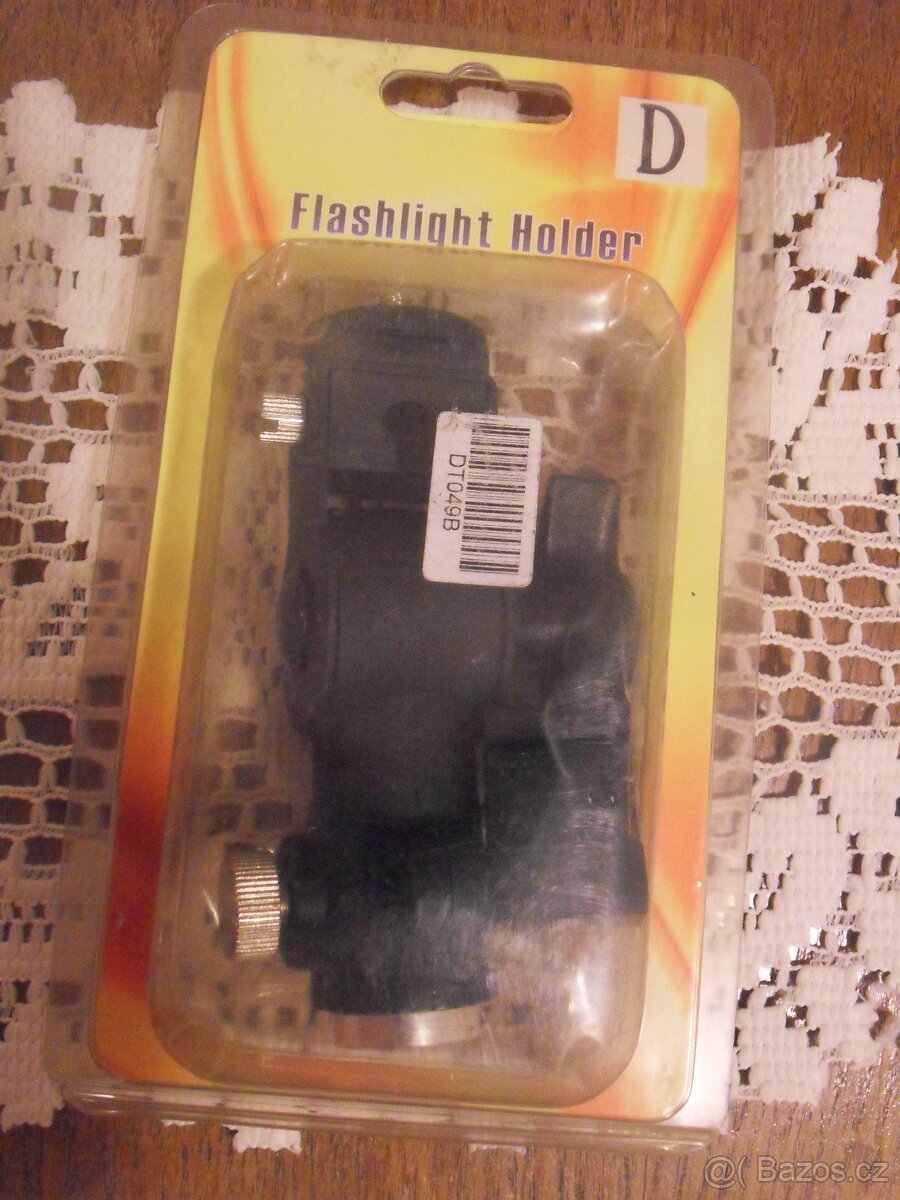 D
Flashlight Holder
DT049B
@( Bazos.cz